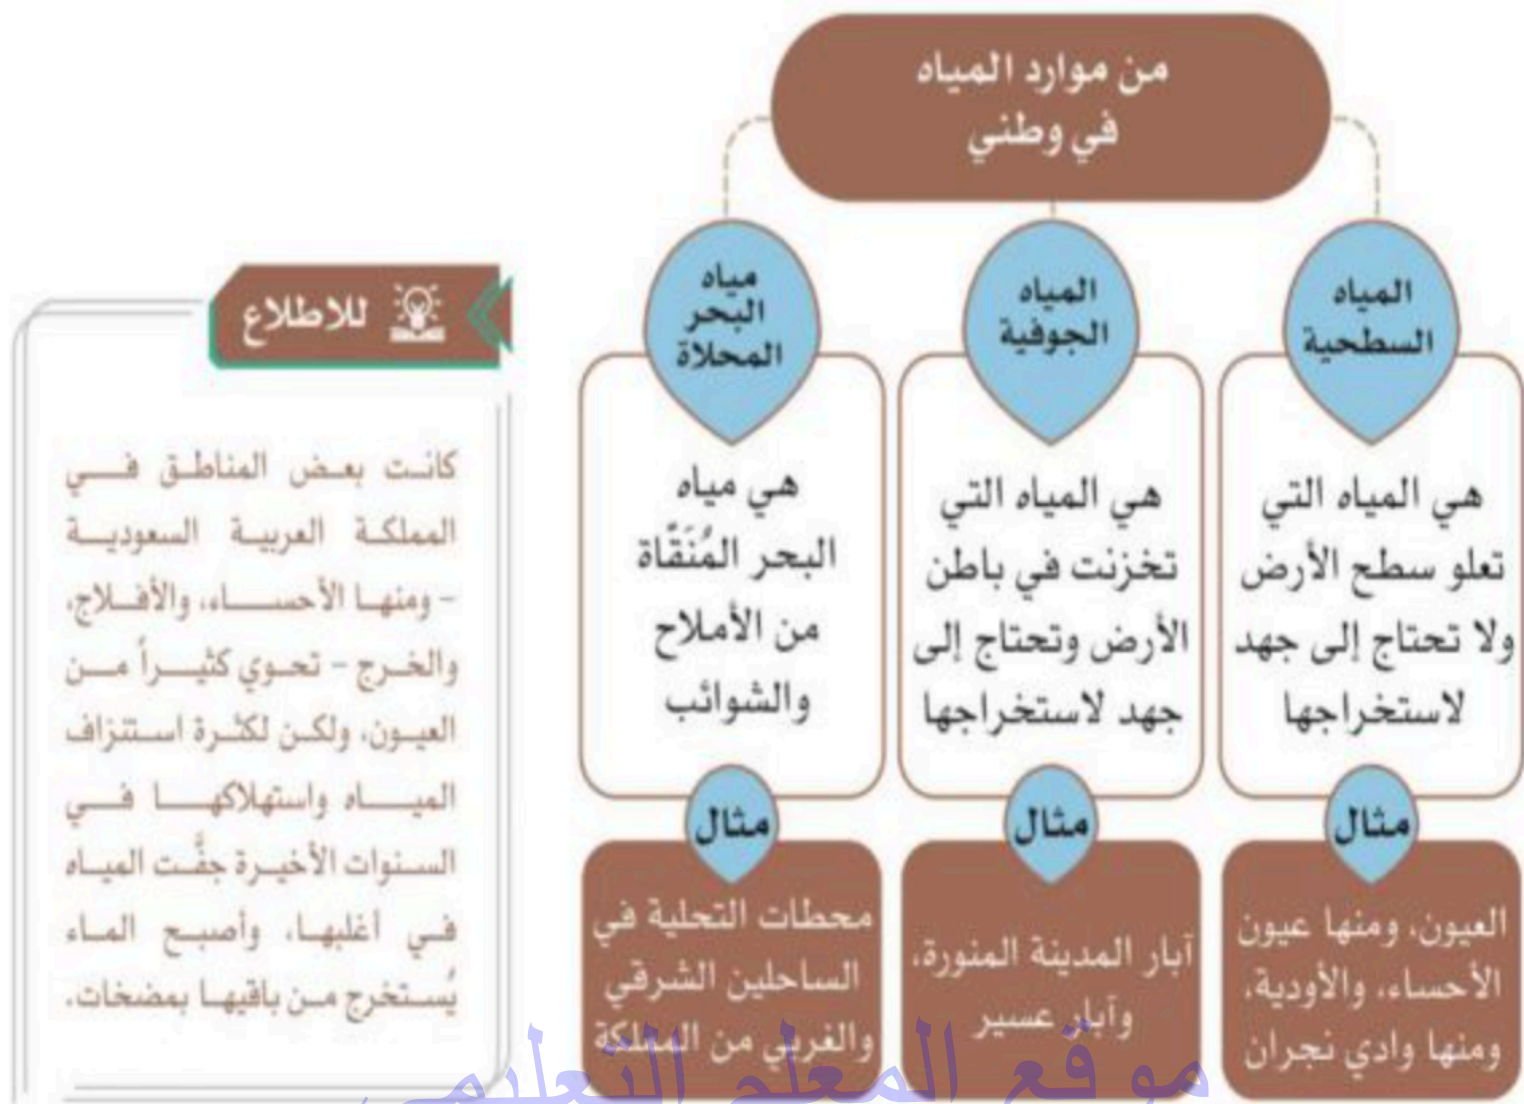 من موارد المياه
في وطني
المياه
السطحية
هي المياه التي
تعلو سطح الأرض
ولا تحتاج إلى جهد
لاستخراجها
مثال
العيون، ومنها عيون
الأحساء، والأودية،
ومنها وادي نجران
المياه
الجوفية
هي المياه التي
تخزنت في باطن
الأرض وتحتاج إلى
جهد لاستخراجها
مثال
آبار المدينة المنورة،
وآبار عسير
مياه
البحر
المحلاة
هي مياه
البحر المُنَقَّاة
من الأملاح
والشوائب
مثال
محطات التحلية في
الساحلين الشرقي
والغربي من المملكة
للاطلاع
كانت بعض المناطق في
المملكة العربية السعودية
- ومنها الأحساء، والأفلاج،
والخرج - تحوي كثيراً من
العيون، ولكن لكثرة استنزاف
المياه واستهلاكها في
السنوات الأخيرة جفَّت المياه
في أغلبها، وأصبح الماء
يُستخرج من باقيها بمضخات.
موقع المعلم التعليمي